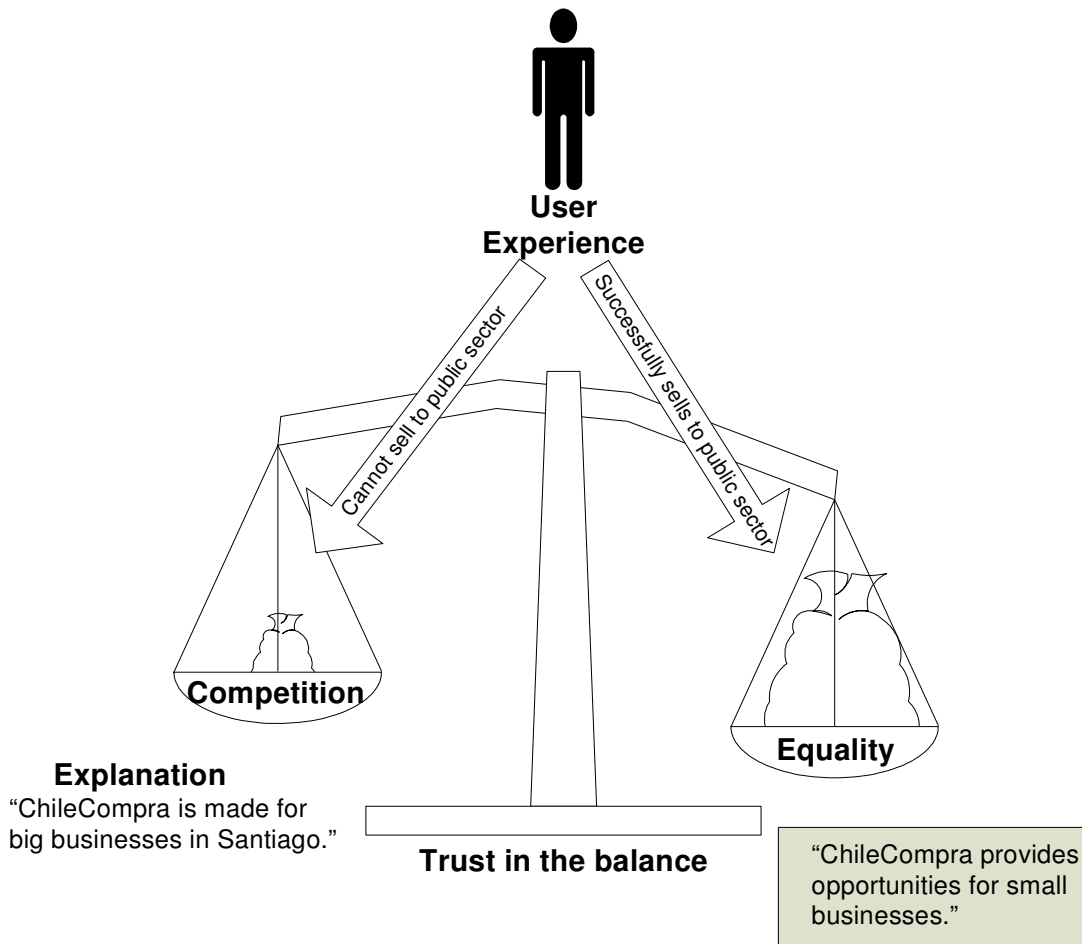 User
Experience
Cannot sell to public sector
Successfully sells to public sector
Competition
Equality
Explanation
“ChileCompra is made for
big businesses in Santiago.”
Trust in the balance
“ChileCompra provides
opportunities for small
businesses.”